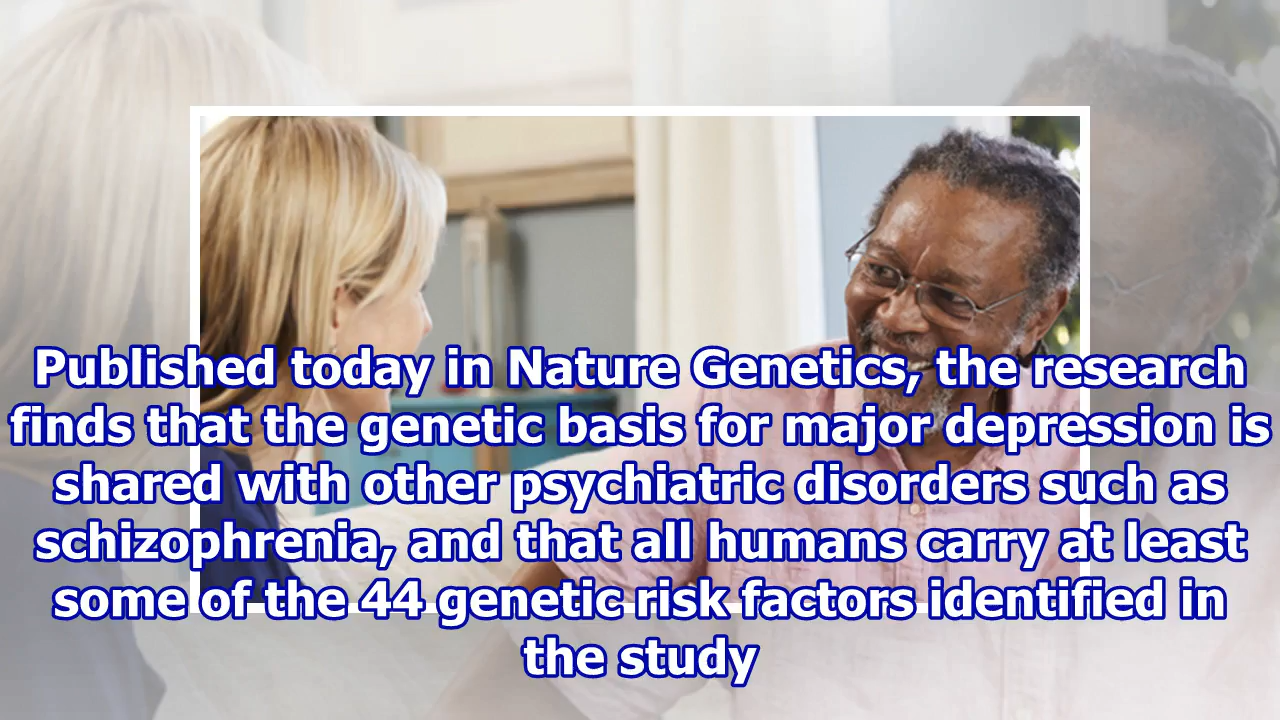 Published today in Nature Genetics, the research
finds that the genetic basis for major depression is
shared with other psychiatric disorders such as
schizophrenia, and that all humans carry at least
some of the 44 genetic risk factors identified in
the study